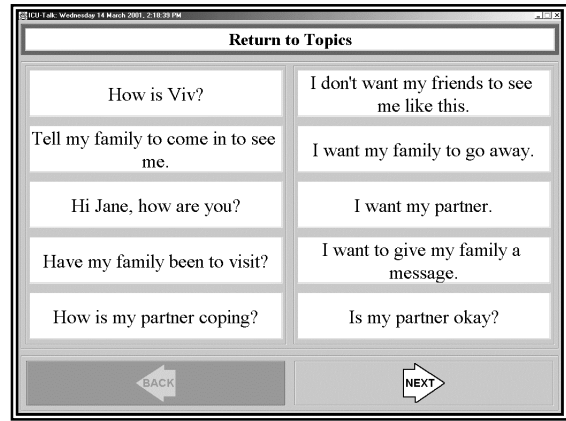 ICU-Talk: Wednesday 14 March 2001, 2:18:39 PM
Return to Topics
How is Viv?
I don't want my friends to see
me like this.
Tell my family to come in to see
me.
I want my family to go away.
Hi Jane, how are you?
I want my partner.
Have my family been to visit?
I want to give my family a
message.
How is my partner coping?
Is my partner okay?
BACK
NEXT